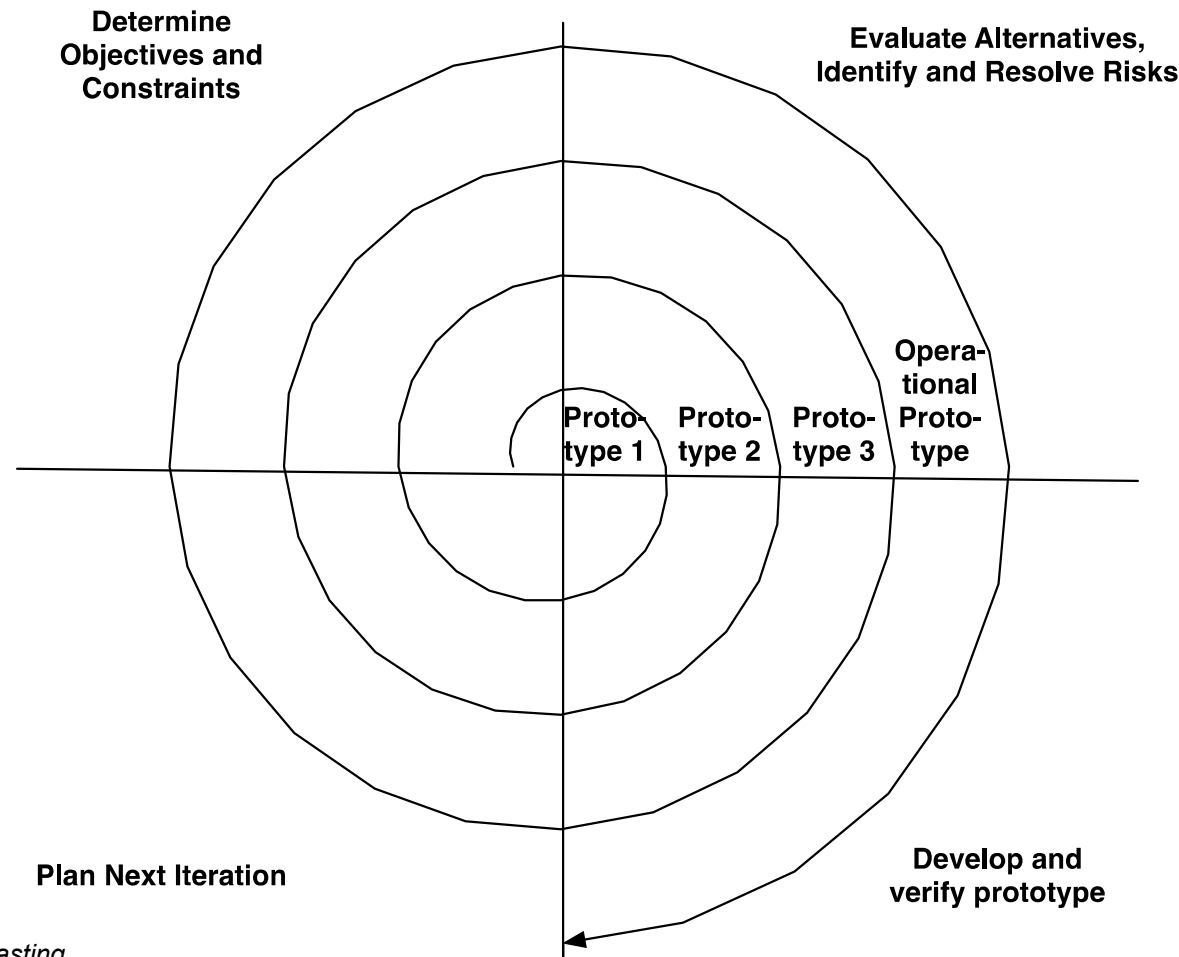 Determine
Objectives and
Constraints
Evaluate Alternatives,
Identify and Resolve Risks
Proto-
type 1
Proto-
type 2
Proto-
type 3
Opera-
tional
Proto-
type
Plan Next Iteration
Develop and
verify prototype